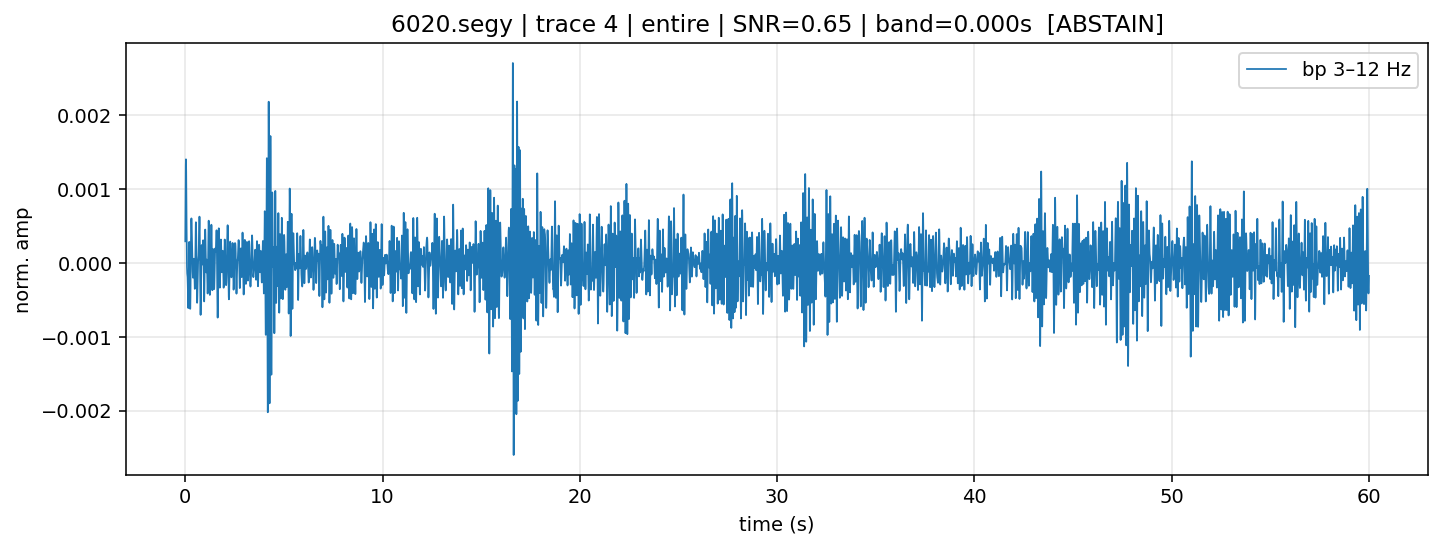 6020.segy | trace 4 | entire | SNR=0.65 | band=0.000s  [ABSTAIN]
bp 3–12 Hz
norm. amp
0.002
0.001
0.000
−0.001
−0.002
0 10 20 30 40 50 60
time (s)